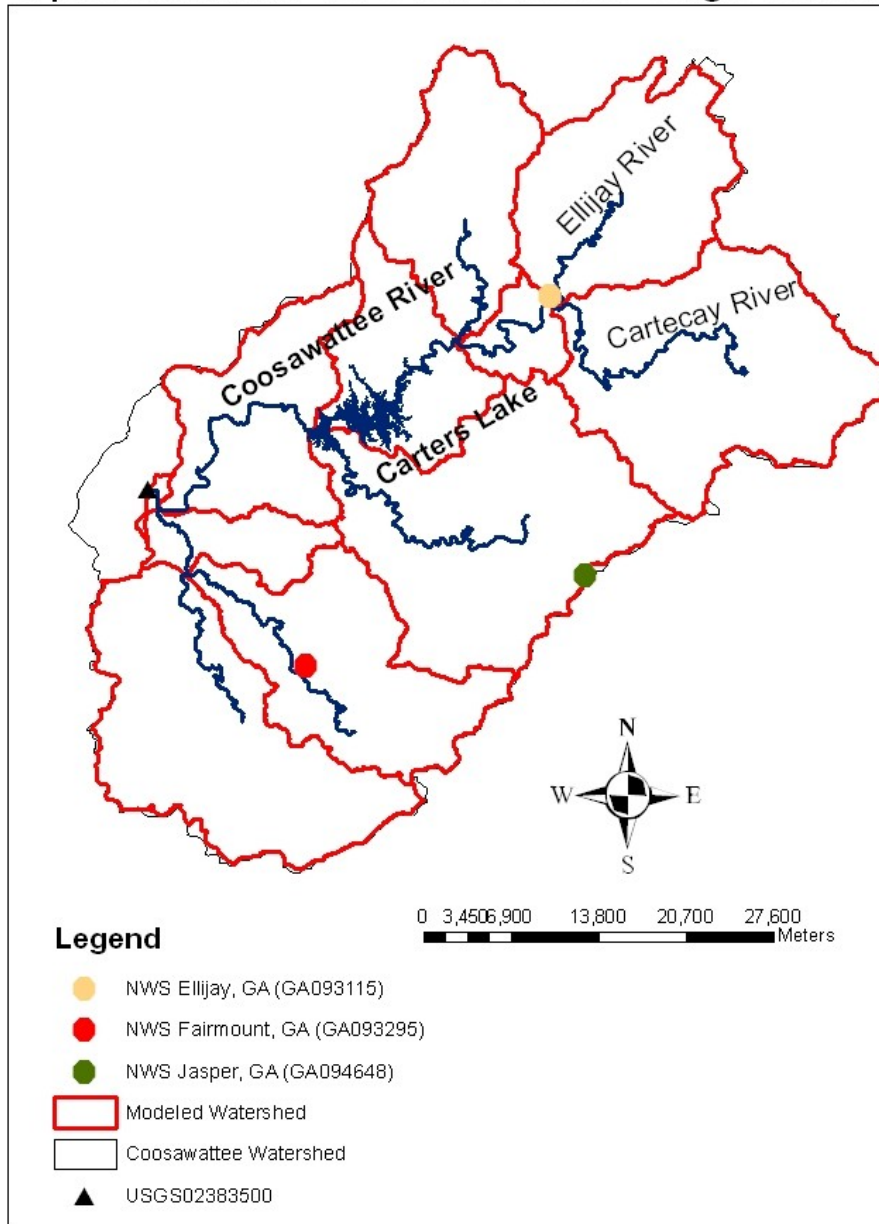 Ellijay River
Coosawattee River
Cartecay River
Carters Lake
N
W E
S
0 3,450 6,900 13,800 20,700 27,600
Meters
Legend
NWS Ellijay, GA (GA093115)
NWS Fairmount, GA (GA093295)
NWS Jasper, GA (GA094648)
Modeled Watershed
Coosawattee Watershed
USGS02383500